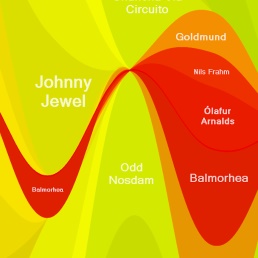 Circuito
Goldmund
Johnny
Jewel
Nils Frahm
Ólafur
Arnalds
Odd
Nosdam
Balmorhea
Balmorhea